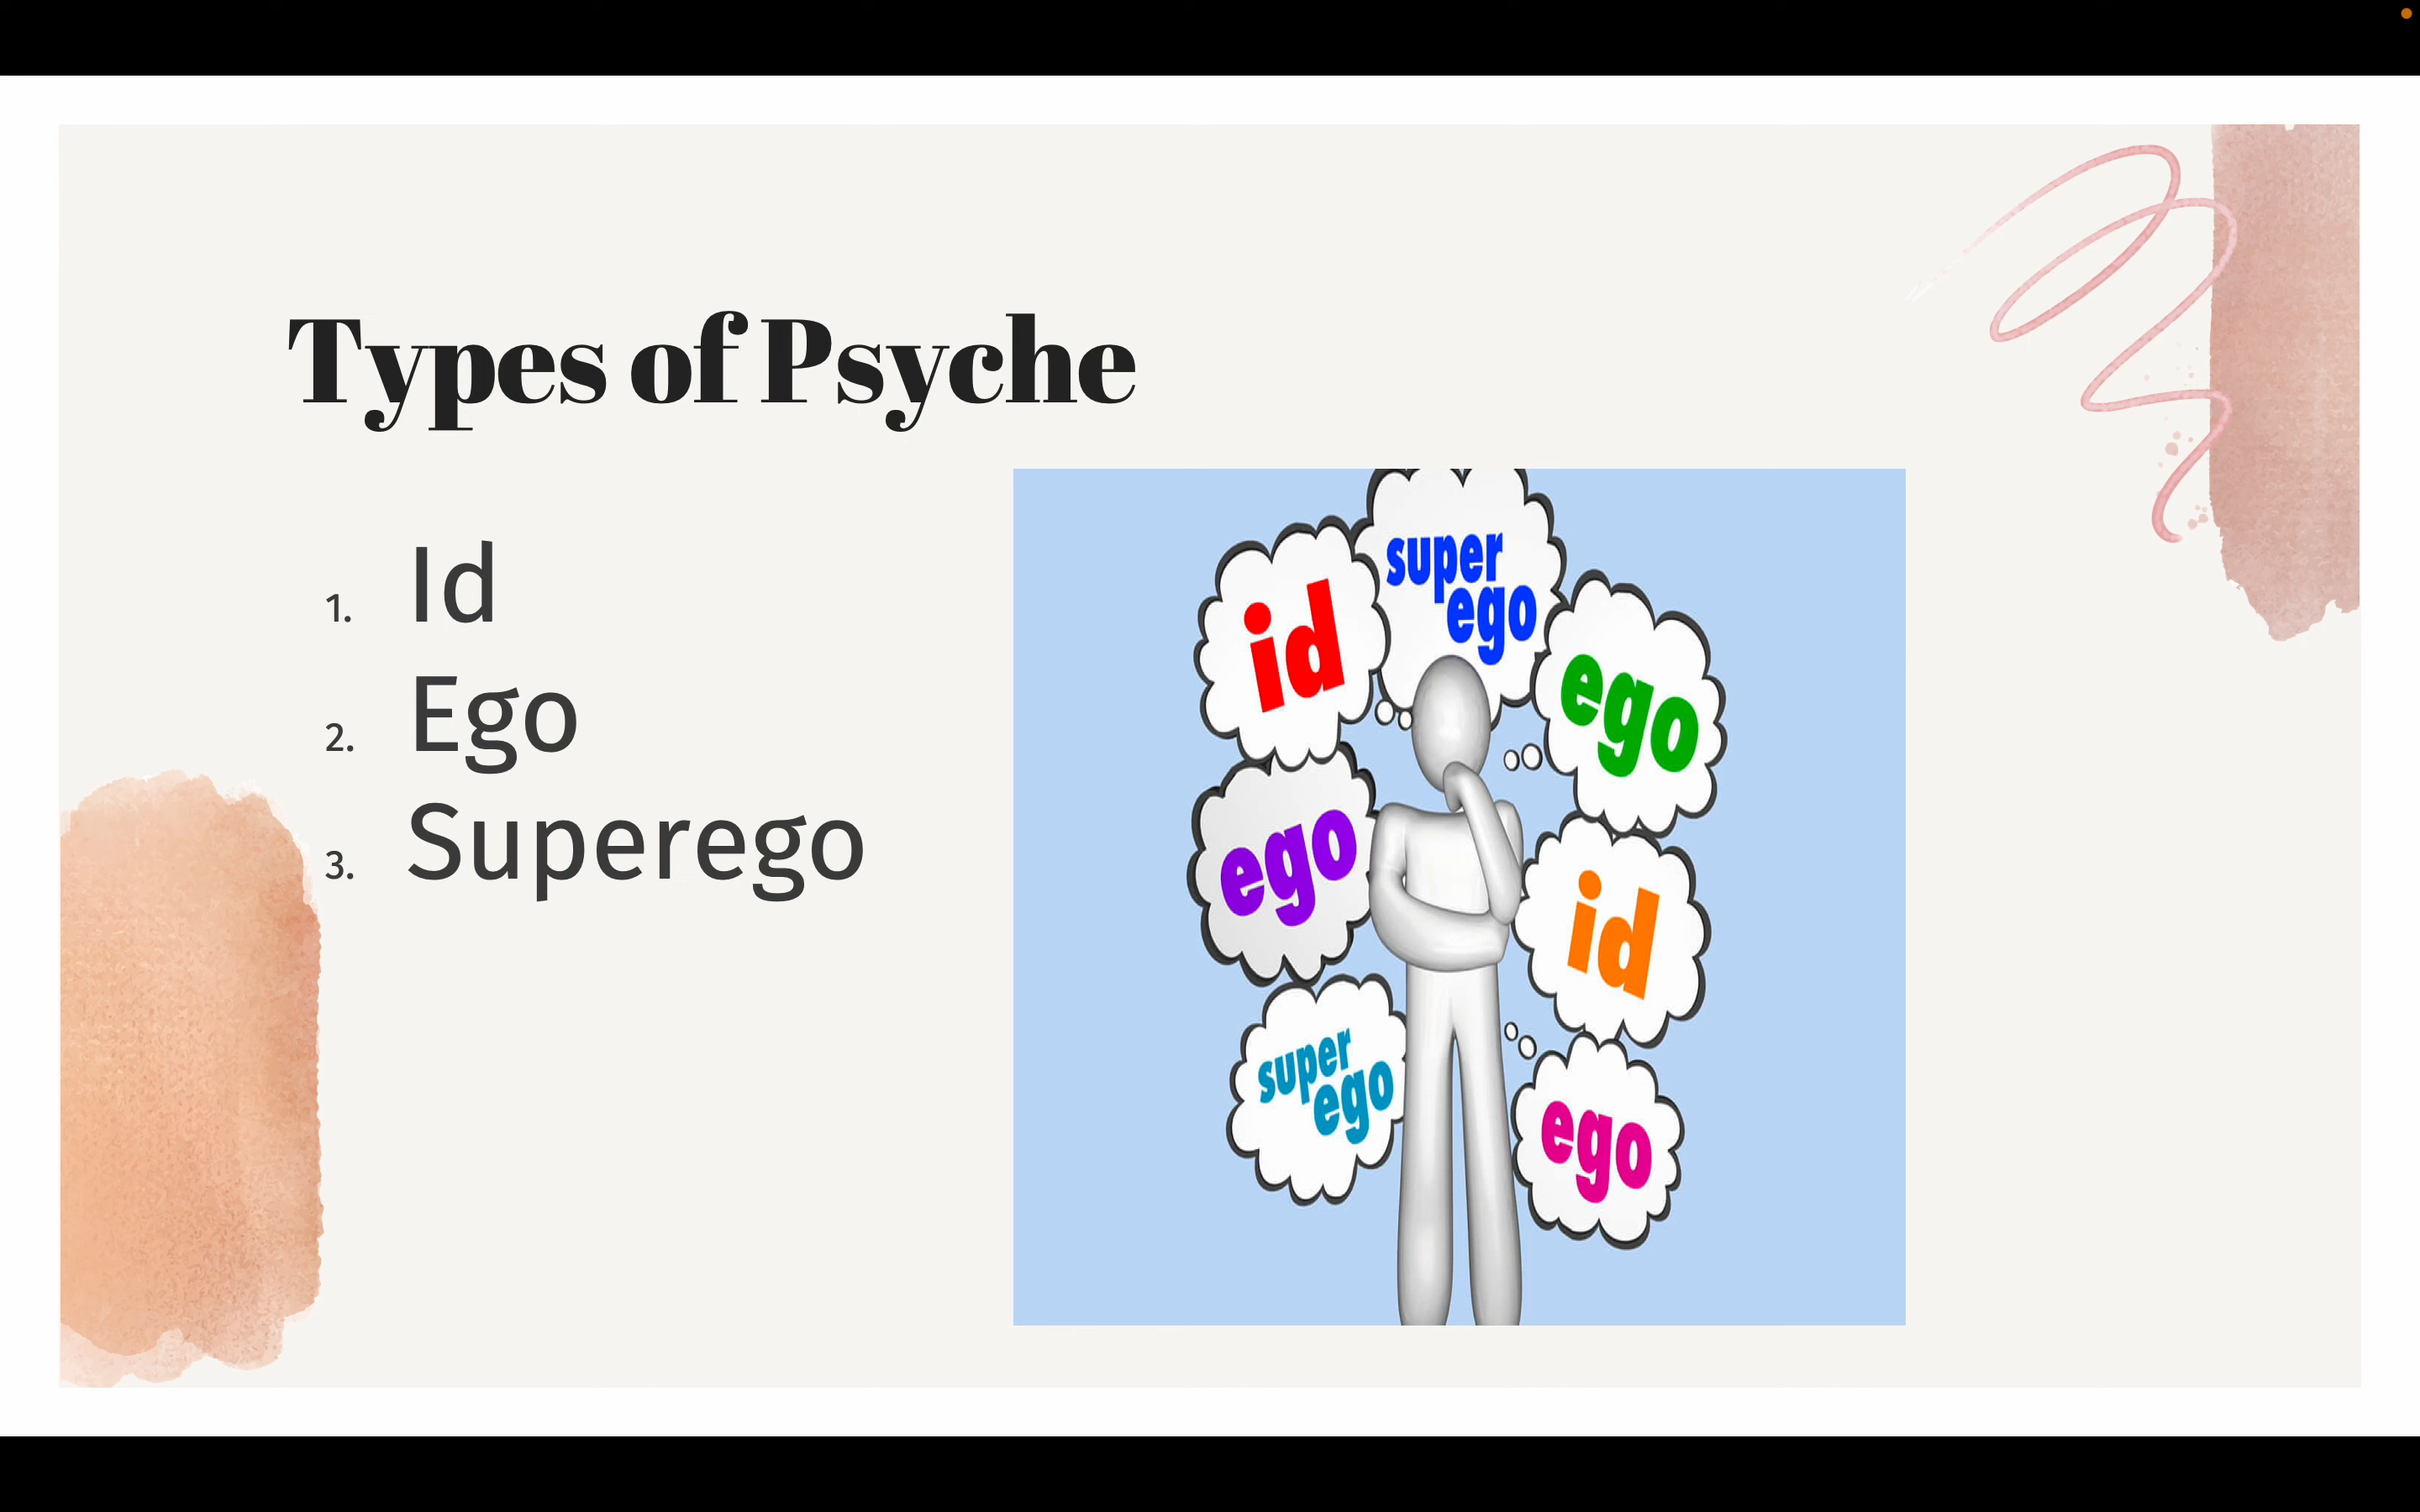 Types of Psyche
1. Id
2. Ego
3. Superego
super
ego
id
ego
ego
id
super
ego
ego